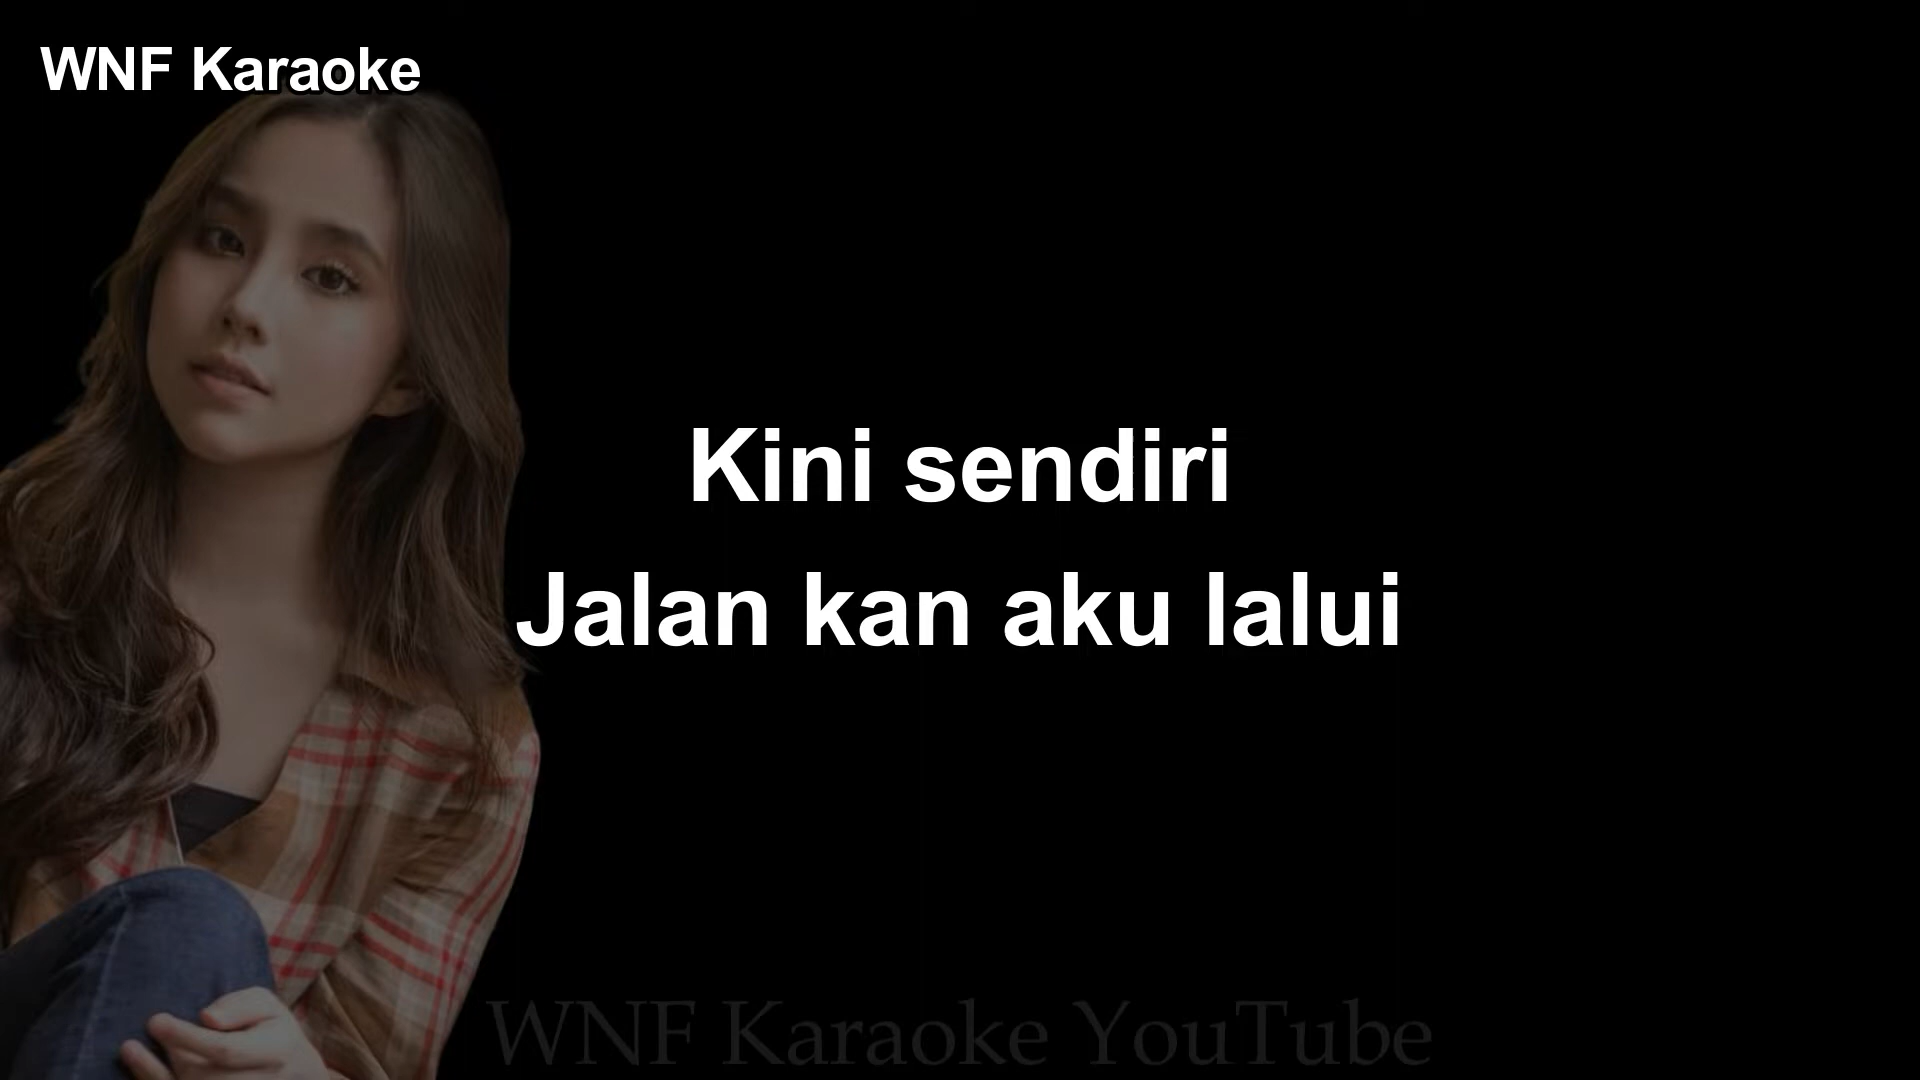 WNF Karaoke
Kini sendiri
Jalan kan aku lalui
WNF Karaoke YouTube